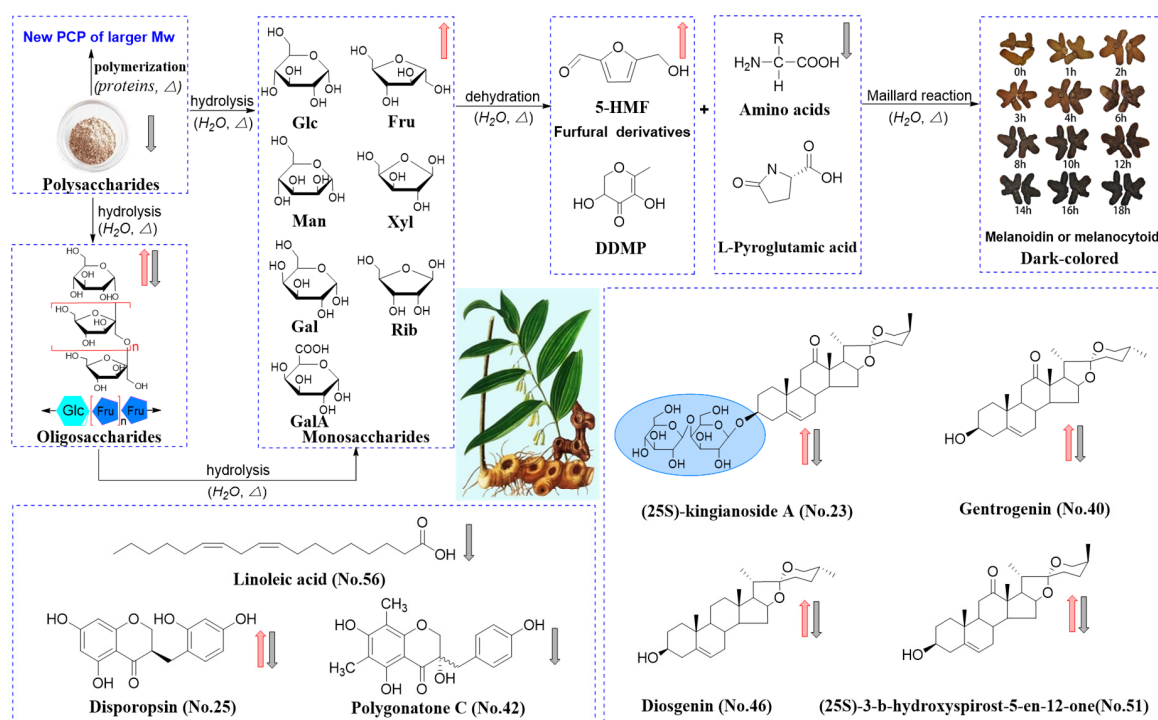 New PCP of larger Mw
polymerization
(proteins, △)
Polysaccharides
hydrolysis
(H2O, △)
hydrolysis
(H2O, △)
Glc
Fru
Man
Xyl
Gal
Rib
COOH
GalA
Monosaccharides
n
Glc
Fru
n
Fru
Oligosaccharides
hydrolysis
(H2O, △)
dehydration
(H2O, △)
5-HMF
Furfural derivatives
DDMP
+
R
H2N
COOH
H
Amino acids
L-Pyroglutamic acid
Maillard reaction
(H2O, △)
0h 1h 2h
3h 4h 6h
8h 10h 12h
14h 16h 18h
Melanoidin or melanocytoid
Dark-colored
(25S)-kingianoside A (No.23)
Gentrogenin (No.40)
Diosgenin (No.46)
(25S)-3-b-hydroxyspirost-5-en-12-one(No.51)
Linoleic acid (No.56)
Disporopsin (No.25)
Polygonatone C (No.42)